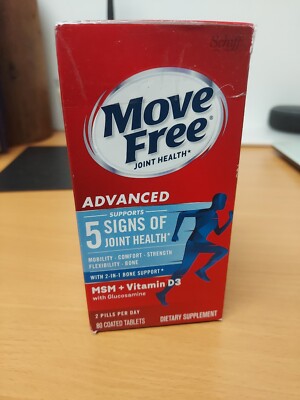 Schiff
Move
Free®
JOINT HEALTH*
ADVANCED
SUPPORTS
5 SIGNS OF
JOINT HEALTH*
MOBILITY · COMFORT · STRENGTH
FLEXIBILITY · BONE
WITH 2-IN-1 BONE SUPPORT*
MSM + Vitamin D3
with Glucosamine
2 PILLS PER DAY
80 COATED TABLETS
DIETARY SUPPLEMENT